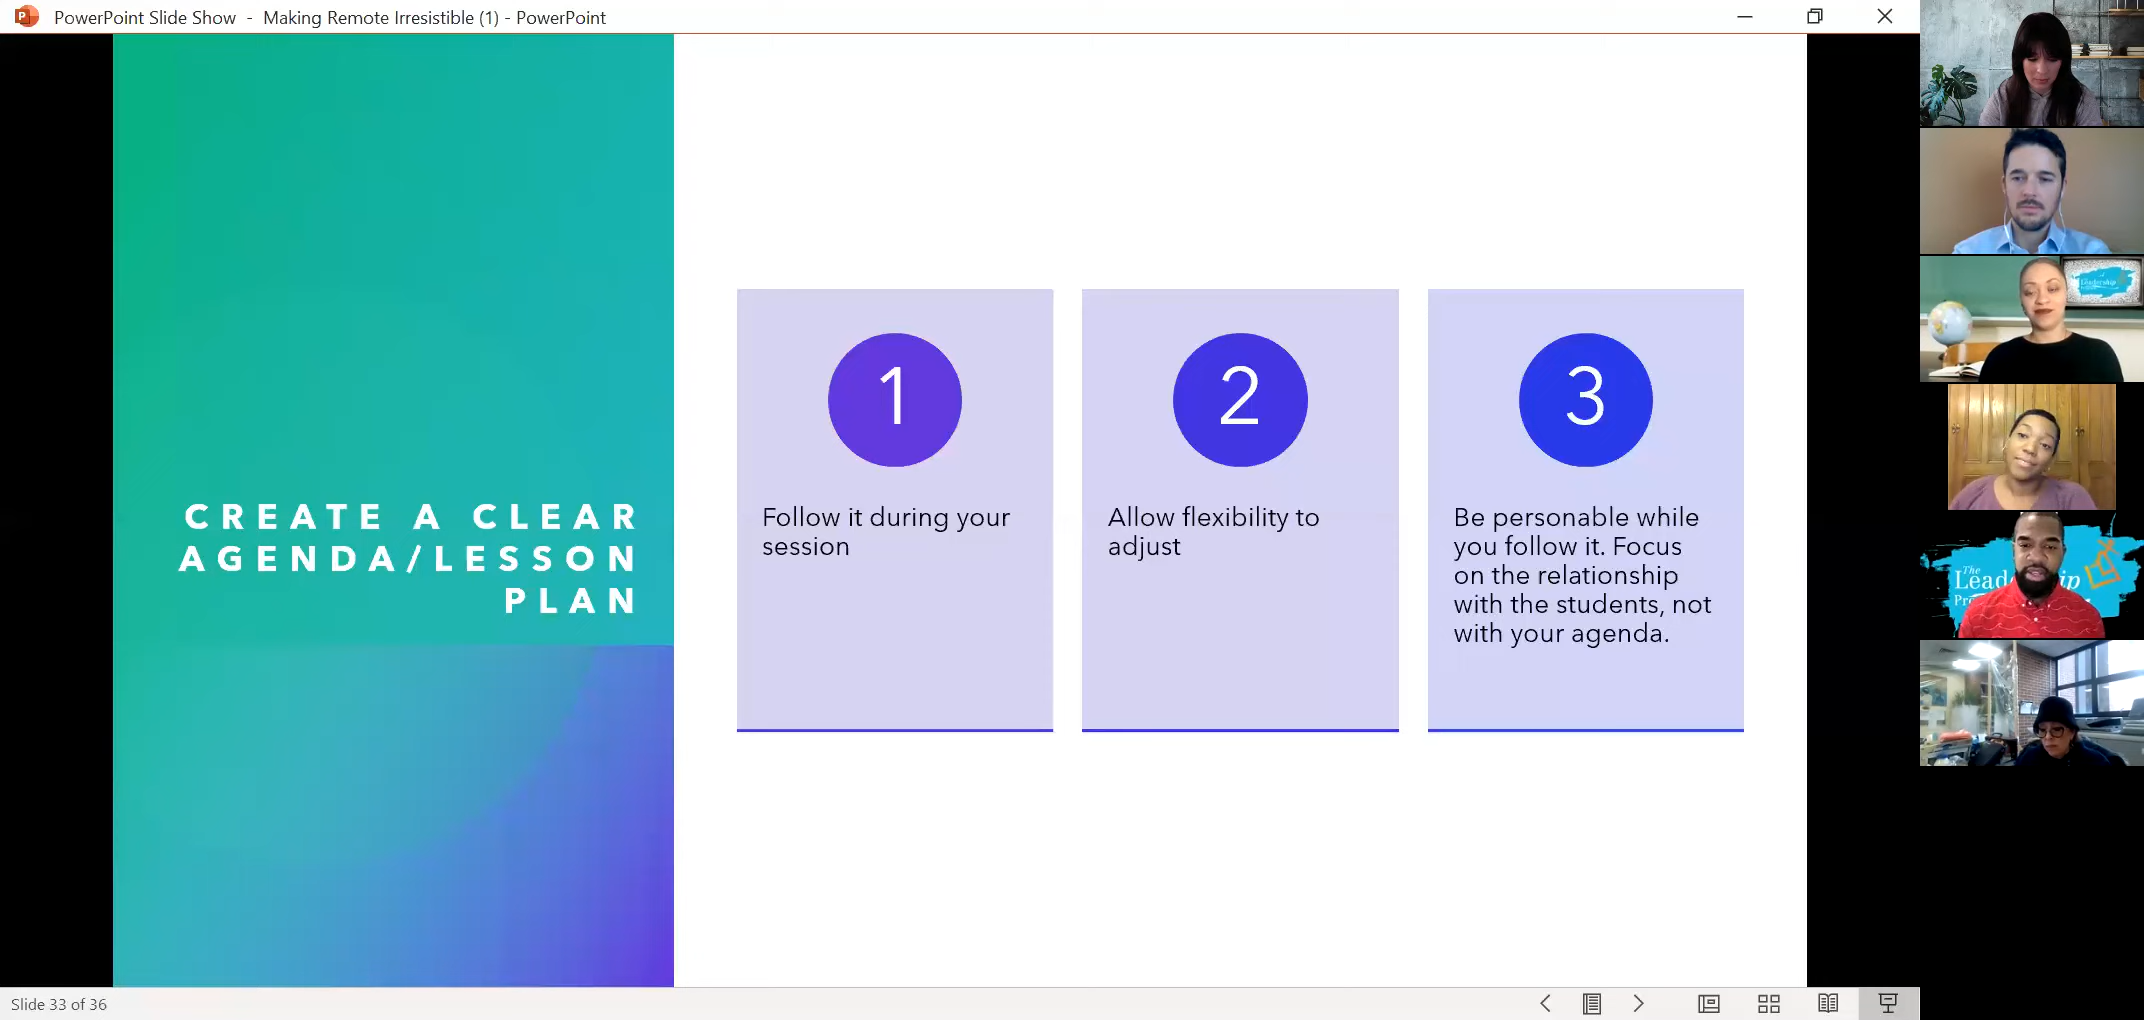 PowerPoint Slide Show - Making Remote Irresistible (1) - PowerPoint
CREATE A CLEAR
AGENDA/LESSON
PLAN
1
Follow it during your
session
2
Allow flexibility to
adjust
3
Be personable while
you follow it. Focus
on the relationship
with the students, not
with your agenda.
Leadership
The
Slide 33 of 36